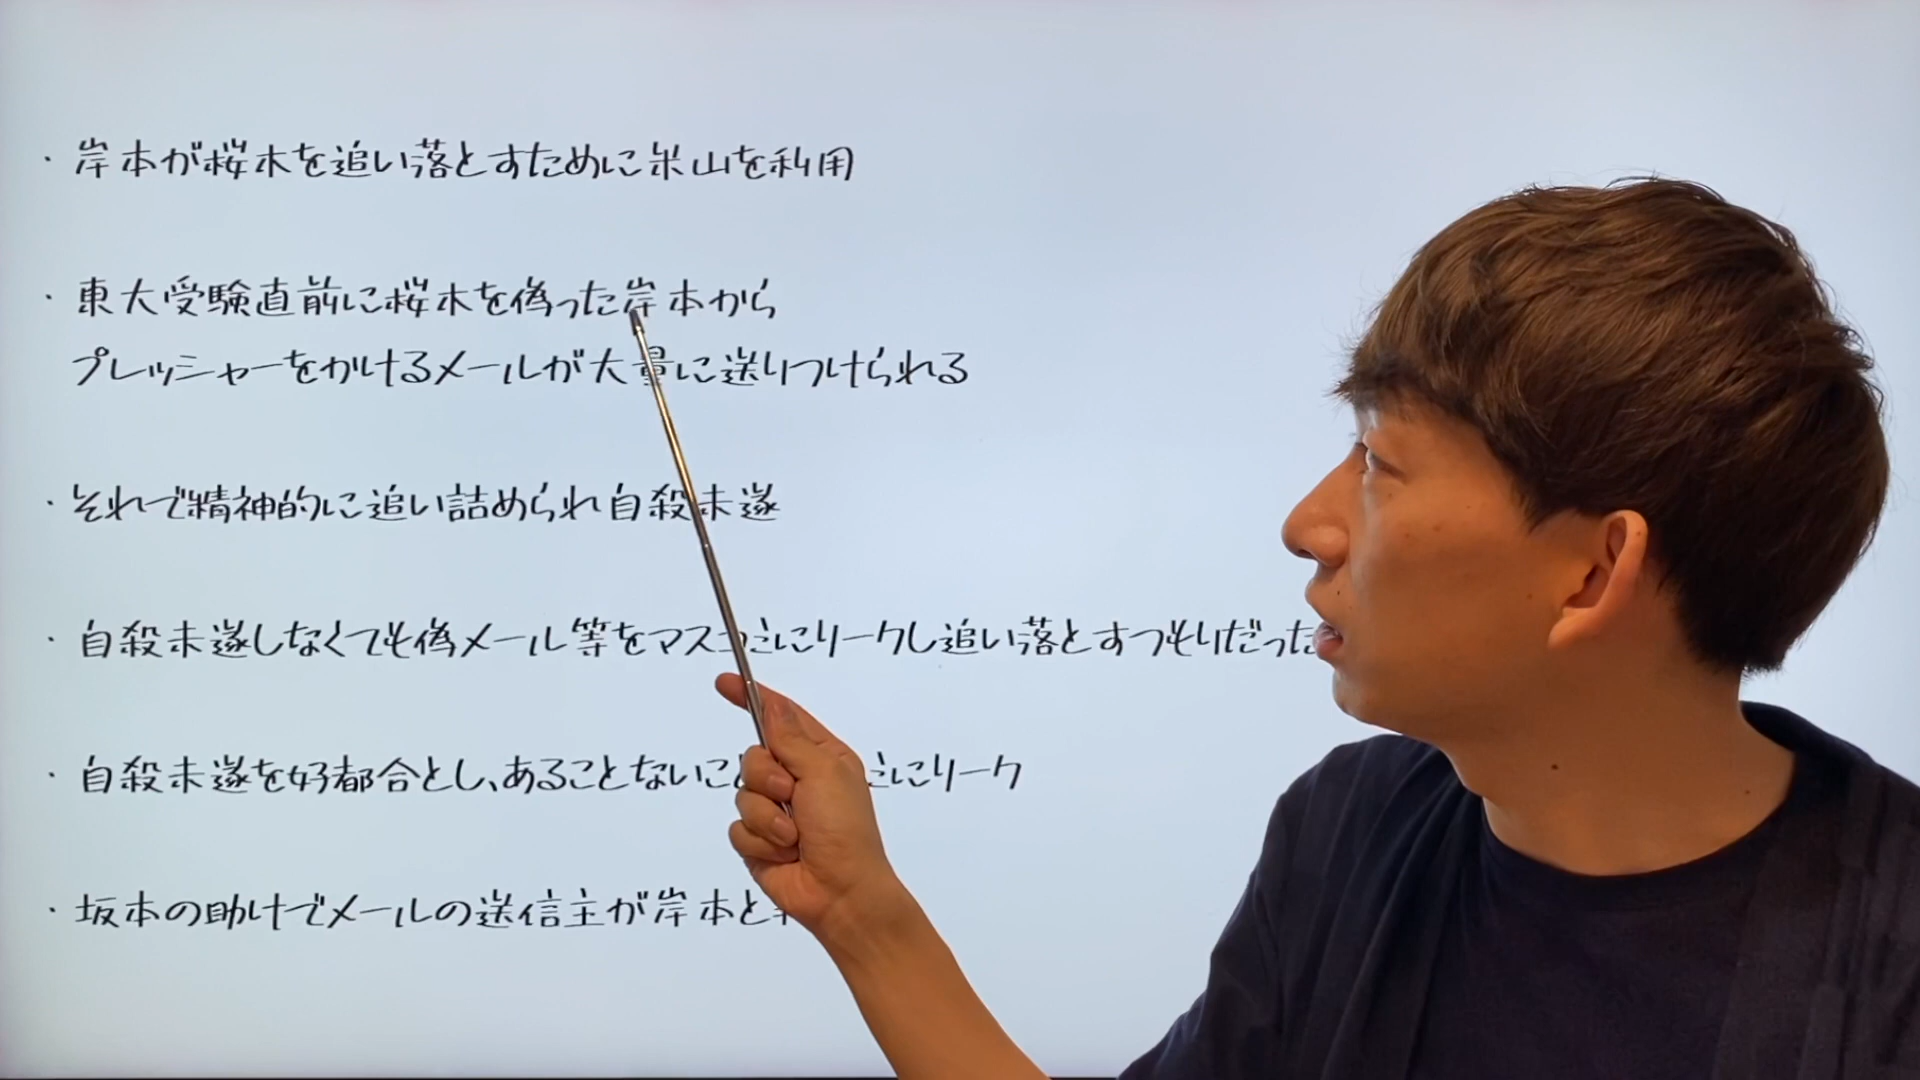 ・岸本が桜木を追い落とすために米山を利用
・東大受験直前に桜木を偽った岸本から
プレッシャーをかけるメールが大量に送りつけられる
・それで精神的に追い詰められ自殺未遂
・自殺未遂しなくても偽メール等をマスコミにリークし追い落とすつもりだった
・自殺未遂を好都合とし、あることないこ ミにリーク
・坂本の助けでメールの送信主が岸本と